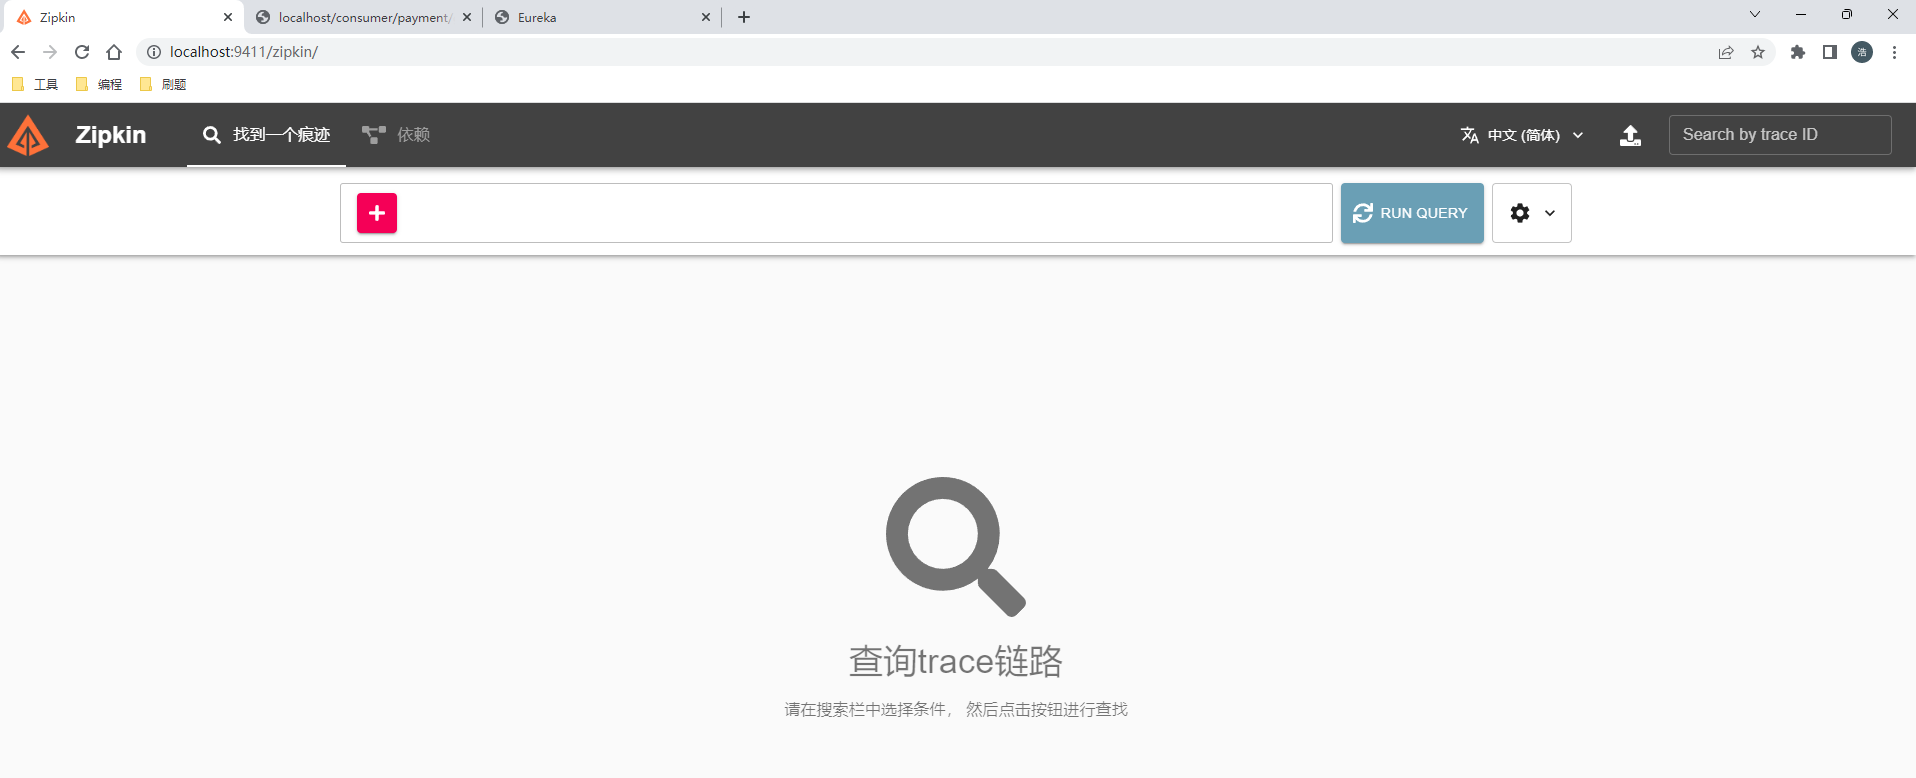 Zipkin
localhost/consumer/payment/
Eureka
localhost:9411/zipkin/
浩
工具
编程
刷题
Zipkin
找到一个痕迹
依赖
中文 (简体)
Search by trace ID
RUN QUERY
查询trace链路
请在搜索栏中选择条件， 然后点击按钮进行查找